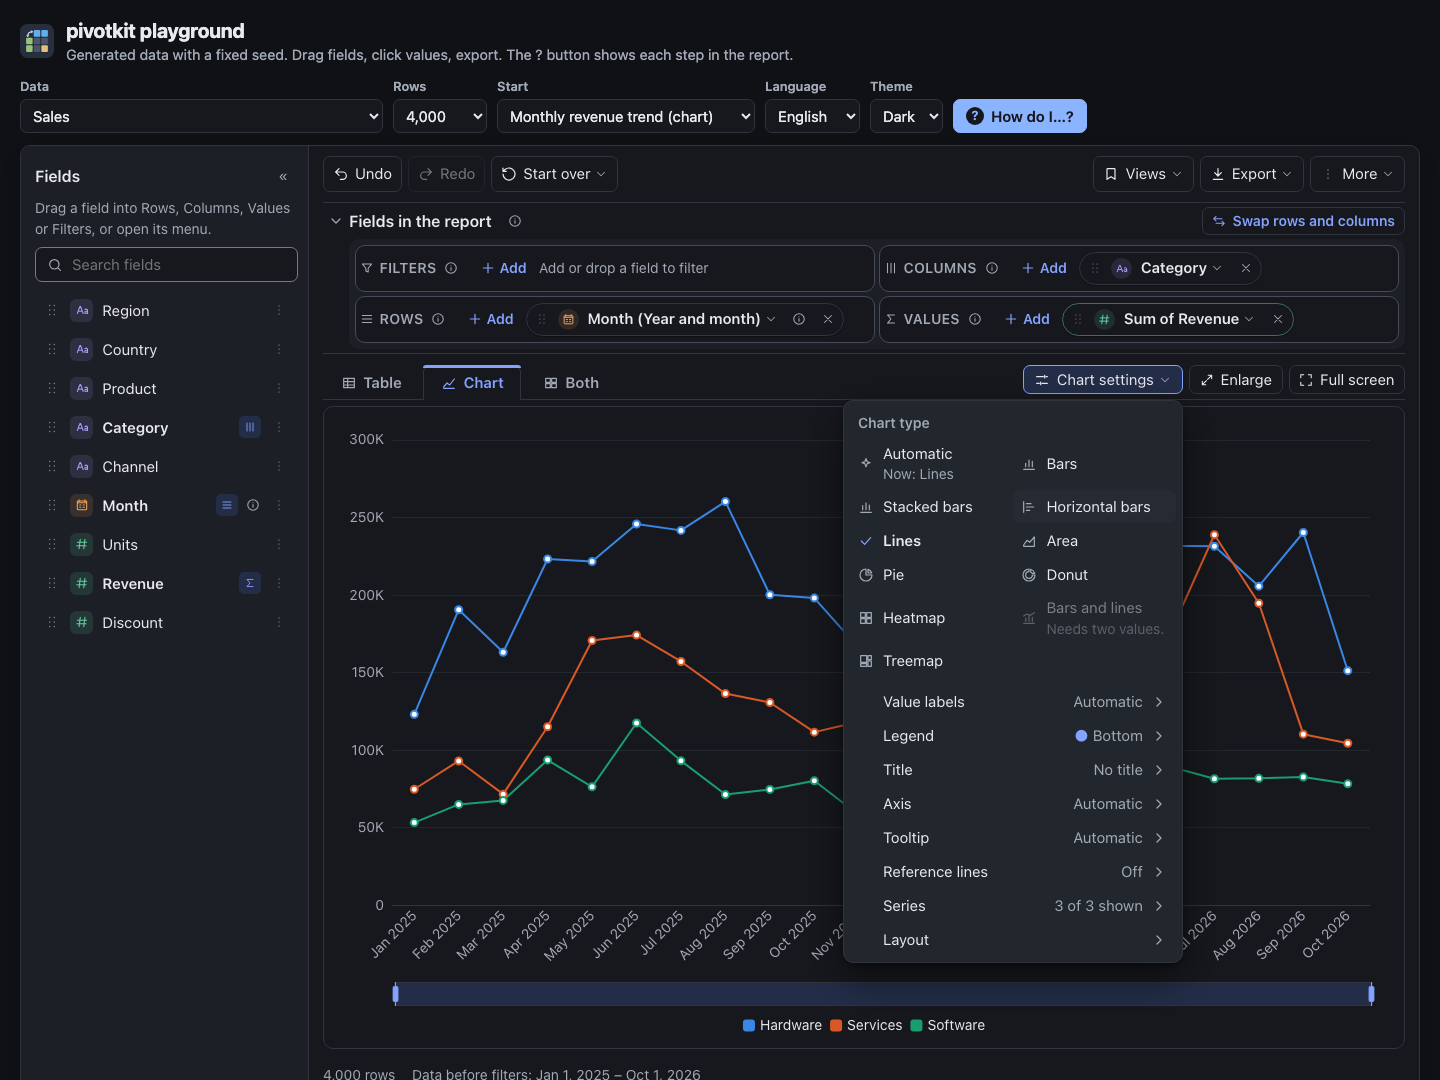 pivotkit playground
Generated data with a fixed seed. Drag fields, click values, export. The ? button shows each step in the report.
Data
Rows
Start
Language
Theme
Sales
4,000
Monthly revenue trend (chart)
English
Dark
? How do I...?
Fields
«
Drag a field into Rows, Columns, Values
or Filters, or open its menu.
Search fields
Aa Region
Aa Country
Aa Product
Aa Category
Aa Channel
Month
# Units
# Revenue Σ
# Discount
Undo
Redo
Start over
Views
Export
More
Fields in the report
Swap rows and columns
FILTERS
+ Add
Add or drop a field to filter
COLUMNS
+ Add
Aa Category
ROWS
+ Add
Month (Year and month)
Σ VALUES
+ Add
# Sum of Revenue
Table
Chart
Both
Chart settings
Enlarge
Full screen
Chart type
Automatic
Now: Lines
Bars
Stacked bars
Horizontal bars
Lines
Area
Pie
Donut
Heatmap
Bars and lines
Needs two values.
Treemap
Value labels Automatic
Legend Bottom
Title No title
Axis Automatic
Tooltip Automatic
Reference lines Off
Series 3 of 3 shown
Layout
300K
250K
200K
150K
100K
50K
0
Jan 2025
Feb 2025
Mar 2025
Apr 2025
May 2025
Jun 2025
Jul 2025
Aug 2025
Sep 2025
Oct 2025
Nov 2
ul 2026
Aug 2026
Sep 2026
Oct 2026
Hardware Services Software
4,000 rows Data before filters: Jan 1, 2025 – Oct 1, 2026